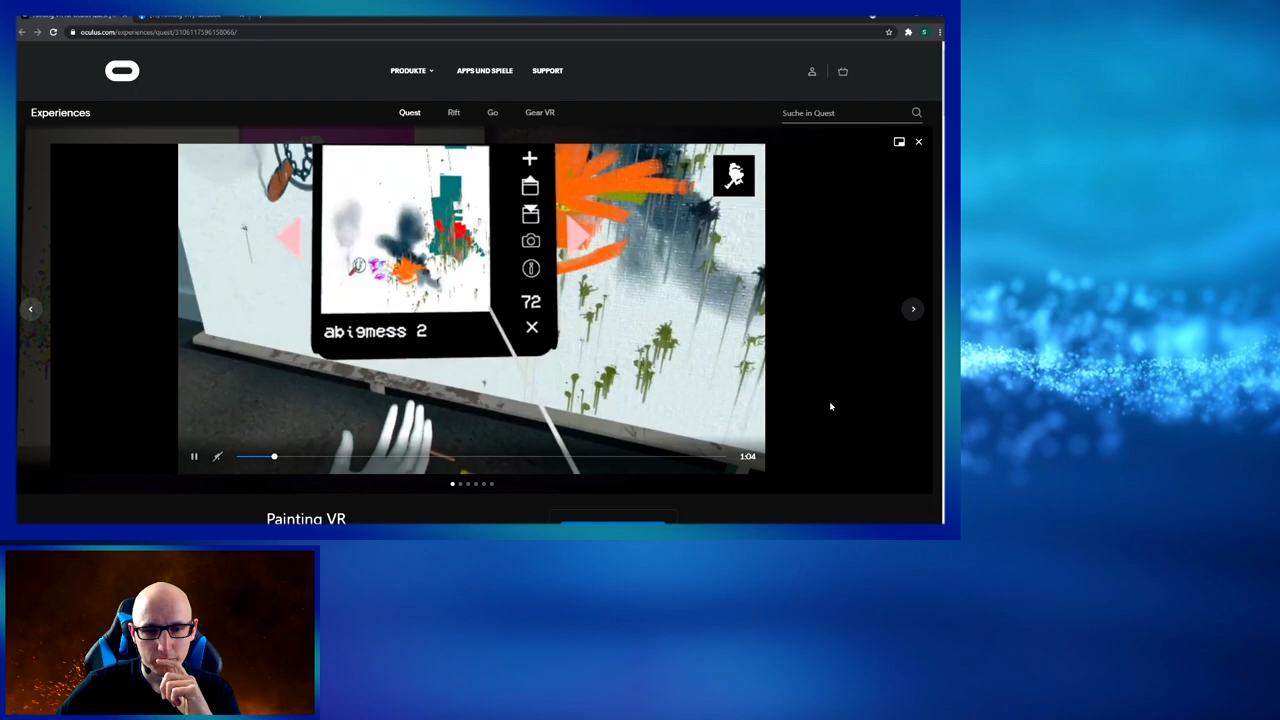 oculus.com/experiences/quest/3106117596158066/
S
PRODUKTE
APPS UND SPIELE
SUPPORT
Experiences
Quest
Rift
Go
Gear VR
Suche in Quest
72
abigmess 2
1:04
Painting VR